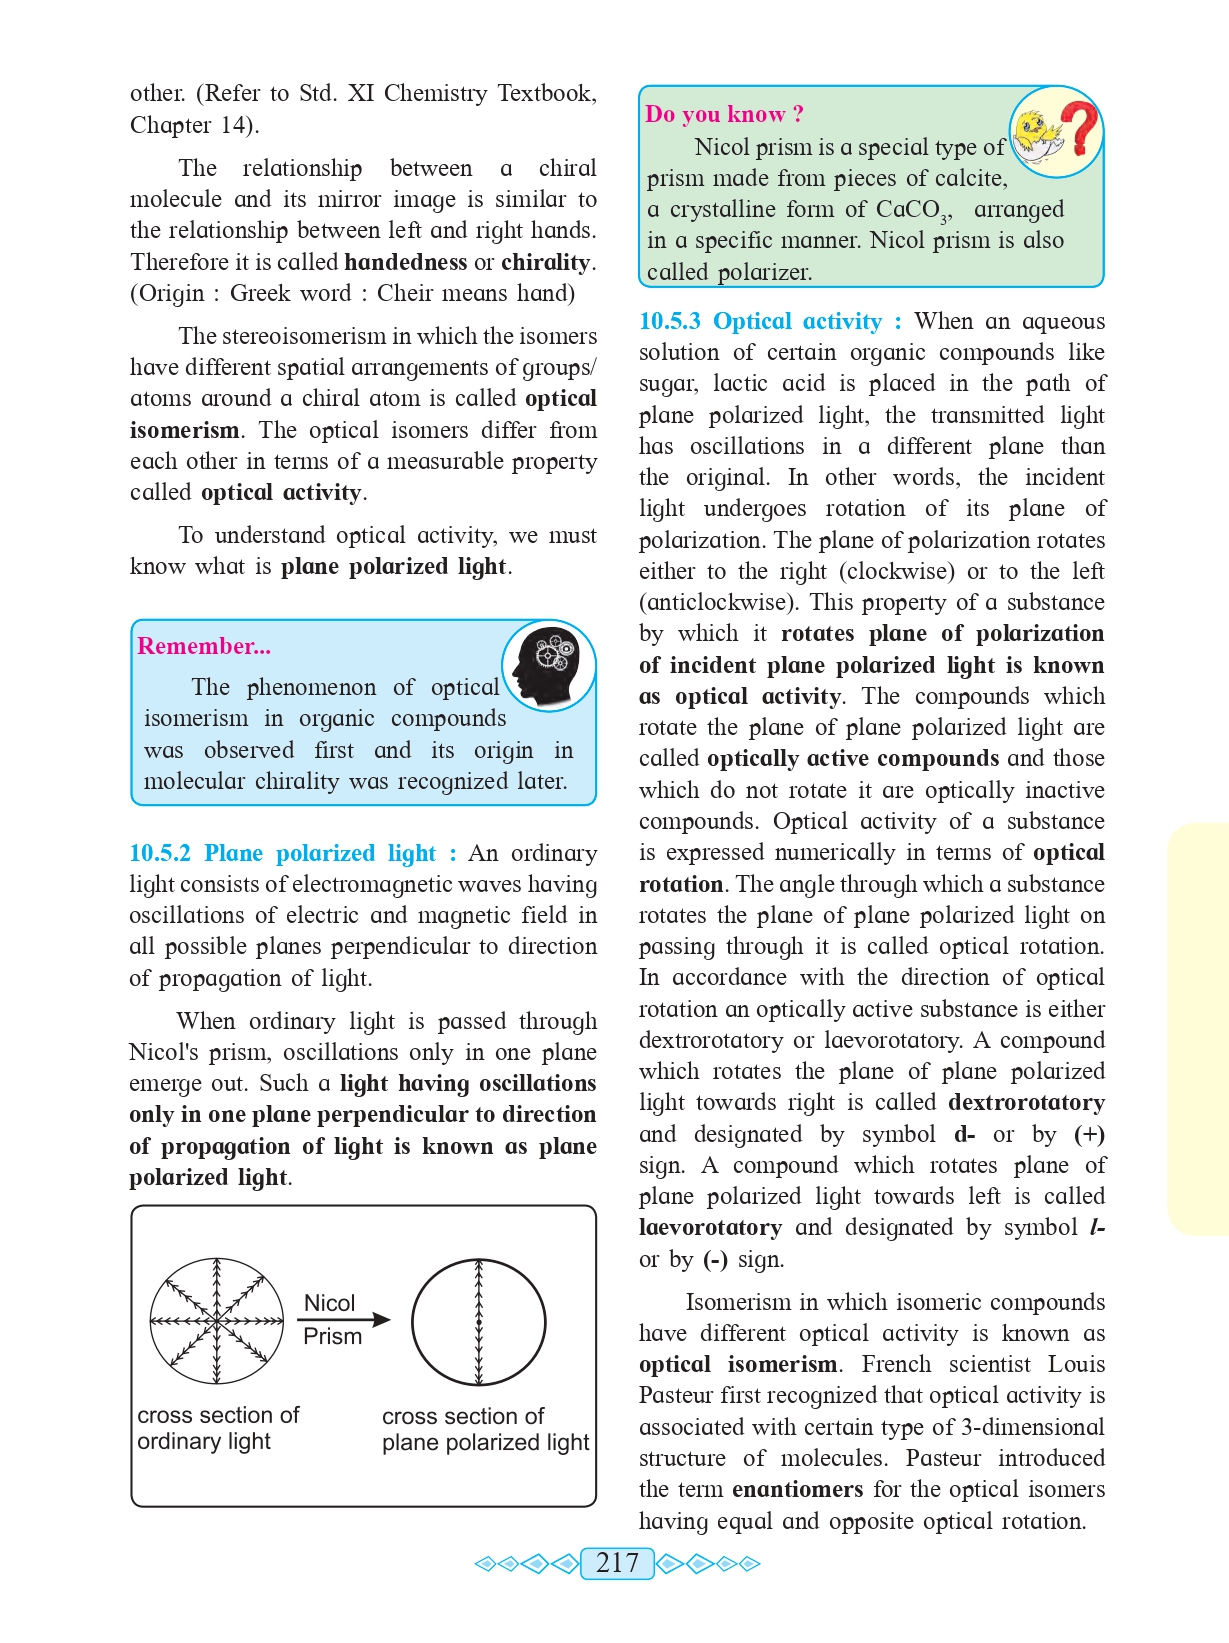 other. (Refer to Std. XI Chemistry Textbook,
Chapter 14).
The relationship between a chiral
molecule and its mirror image is similar to
the relationship between left and right hands.
Therefore it is called handedness or chirality.
(Origin : Greek word : Cheir means hand)
The stereoisomerism in which the isomers
have different spatial arrangements of groups/
atoms around a chiral atom is called optical
isomerism. The optical isomers differ from
each other in terms of a measurable property
called optical activity.
To understand optical activity, we must
know what is plane polarized light.
Remember...
The phenomenon of optical
isomerism in organic compounds
was observed first and its origin in
molecular chirality was recognized later.
10.5.2 Plane polarized light : An ordinary
light consists of electromagnetic waves having
oscillations of electric and magnetic field in
all possible planes perpendicular to direction
of propagation of light.
When ordinary light is passed through
Nicol's prism, oscillations only in one plane
emerge out. Such a light having oscillations
only in one plane perpendicular to direction
of propagation of light is known as plane
polarized light.
Nicol
Prism
cross section of
ordinary light
cross section of
plane polarized light
Do you know ?
Nicol prism is a special type of
prism made from pieces of calcite,
a crystalline form of CaCO₃, arranged
in a specific manner. Nicol prism is also
called polarizer.
10.5.3 Optical activity : When an aqueous
solution of certain organic compounds like
sugar, lactic acid is placed in the path of
plane polarized light, the transmitted light
has oscillations in a different plane than
the original. In other words, the incident
light undergoes rotation of its plane of
polarization. The plane of polarization rotates
either to the right (clockwise) or to the left
(anticlockwise). This property of a substance
by which it rotates plane of polarization
of incident plane polarized light is known
as optical activity. The compounds which
rotate the plane of plane polarized light are
called optically active compounds and those
which do not rotate it are optically inactive
compounds. Optical activity of a substance
is expressed numerically in terms of optical
rotation. The angle through which a substance
rotates the plane of plane polarized light on
passing through it is called optical rotation.
In accordance with the direction of optical
rotation an optically active substance is either
dextrorotatory or laevorotatory. A compound
which rotates the plane of plane polarized
light towards right is called dextrorotatory
and designated by symbol d- or by (+)
sign. A compound which rotates plane of
plane polarized light towards left is called
laevorotatory and designated by symbol l-
or by (-) sign.
Isomerism in which isomeric compounds
have different optical activity is known as
optical isomerism. French scientist Louis
Pasteur first recognized that optical activity is
associated with certain type of 3-dimensional
structure of molecules. Pasteur introduced
the term enantiomers for the optical isomers
having equal and opposite optical rotation.
217